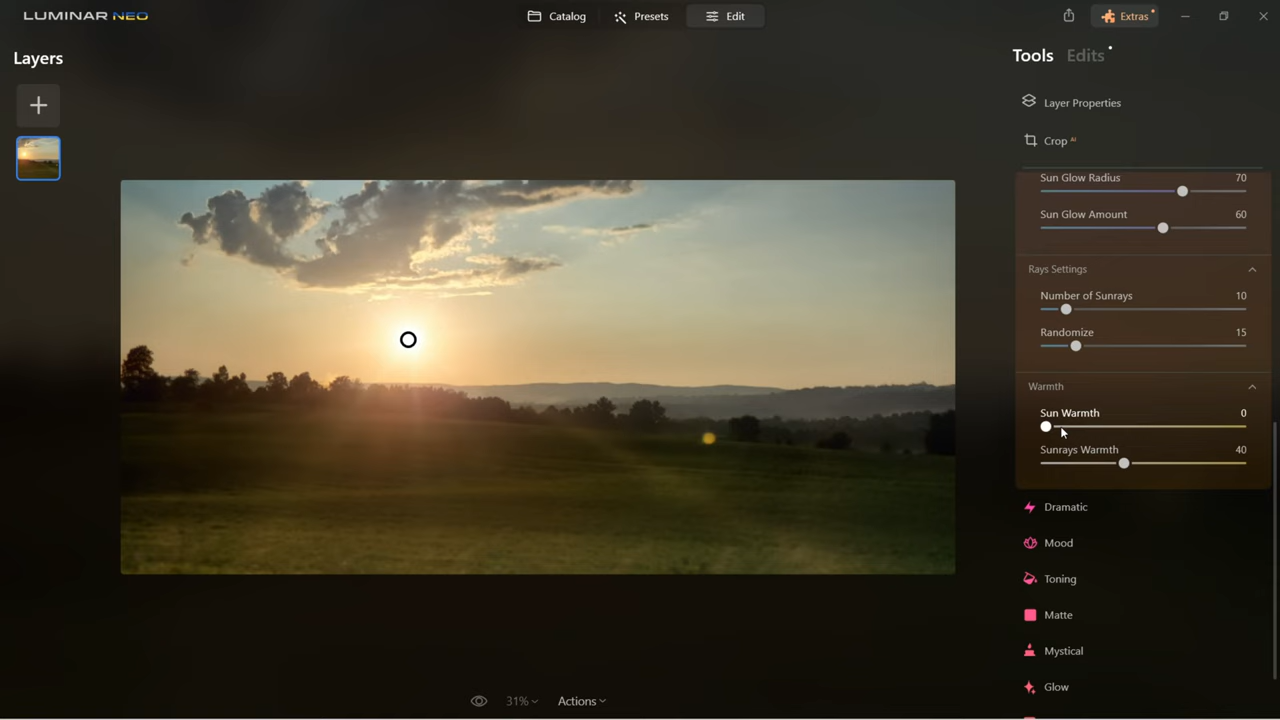 LUMINAR NEO
Catalog
Presets
Edit
Extras
Layers
Tools Edits
Layer Properties
Crop AI
Sun Glow Radius 70
Sun Glow Amount 60
Rays Settings
Number of Sunrays 10
Randomize 15
Warmth
Sun Warmth 0
Sunrays Warmth 40
Dramatic
Mood
Toning
Matte
Mystical
Glow
31%
Actions